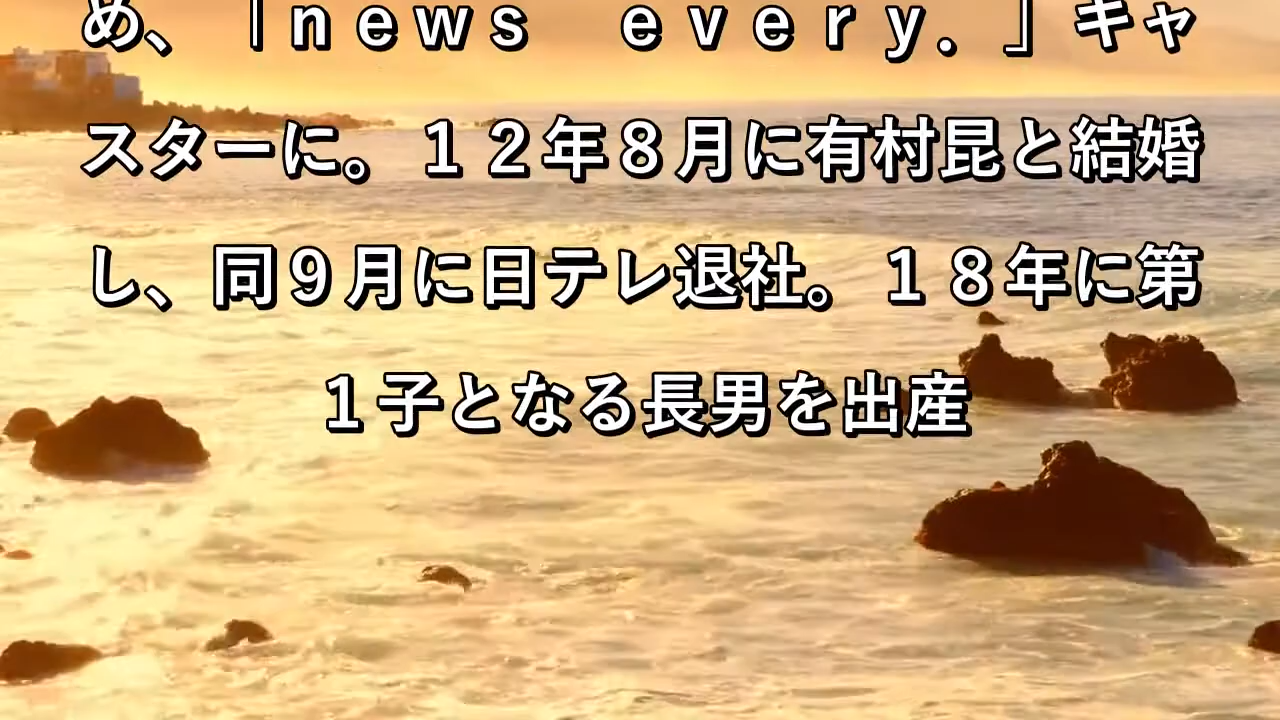 め、「ｎｅｗｓ　ｅｖｅｒｙ．」キャ
スターに。１２年８月に有村昆と結婚
し、同９月に日テレ退社。１８年に第
１子となる長男を出産